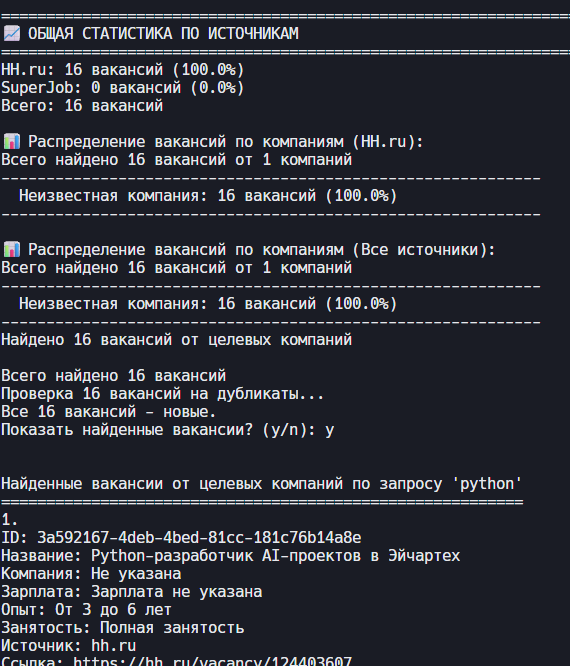 ================================================================
📈 ОБЩАЯ СТАТИСТИКА ПО ИСТОЧНИКАМ
================================================================
HH.ru: 16 вакансий (100.0%)
SuperJob: 0 вакансий (0.0%)
Всего: 16 вакансий
📊 Распределение вакансий по компаниям (HH.ru):
Всего найдено 16 вакансий от 1 компаний
------------------------------------------------------------
Неизвестная компания: 16 вакансий (100.0%)
------------------------------------------------------------
📊 Распределение вакансий по компаниям (Все источники):
Всего найдено 16 вакансий от 1 компаний
------------------------------------------------------------
Неизвестная компания: 16 вакансий (100.0%)
------------------------------------------------------------
Найдено 16 вакансий от целевых компаний
Всего найдено 16 вакансий
Проверка 16 вакансий на дубликаты...
Все 16 вакансий - новые.
Показать найденные вакансии? (y/n): y
Найденные вакансии от целевых компаний по запросу 'python'
==========================================================
1.
ID: 3a592167-4deb-4bed-81cc-181c76b14a8e
Название: Python-разработчик AI-проектов в Эйчартех
Компания: Не указана
Зарплата: Зарплата не указана
Опыт: От 3 до 6 лет
Занятость: Полная занятость
Источник: hh.ru
Ссылка: https://hh.ru/vacancy/124403607